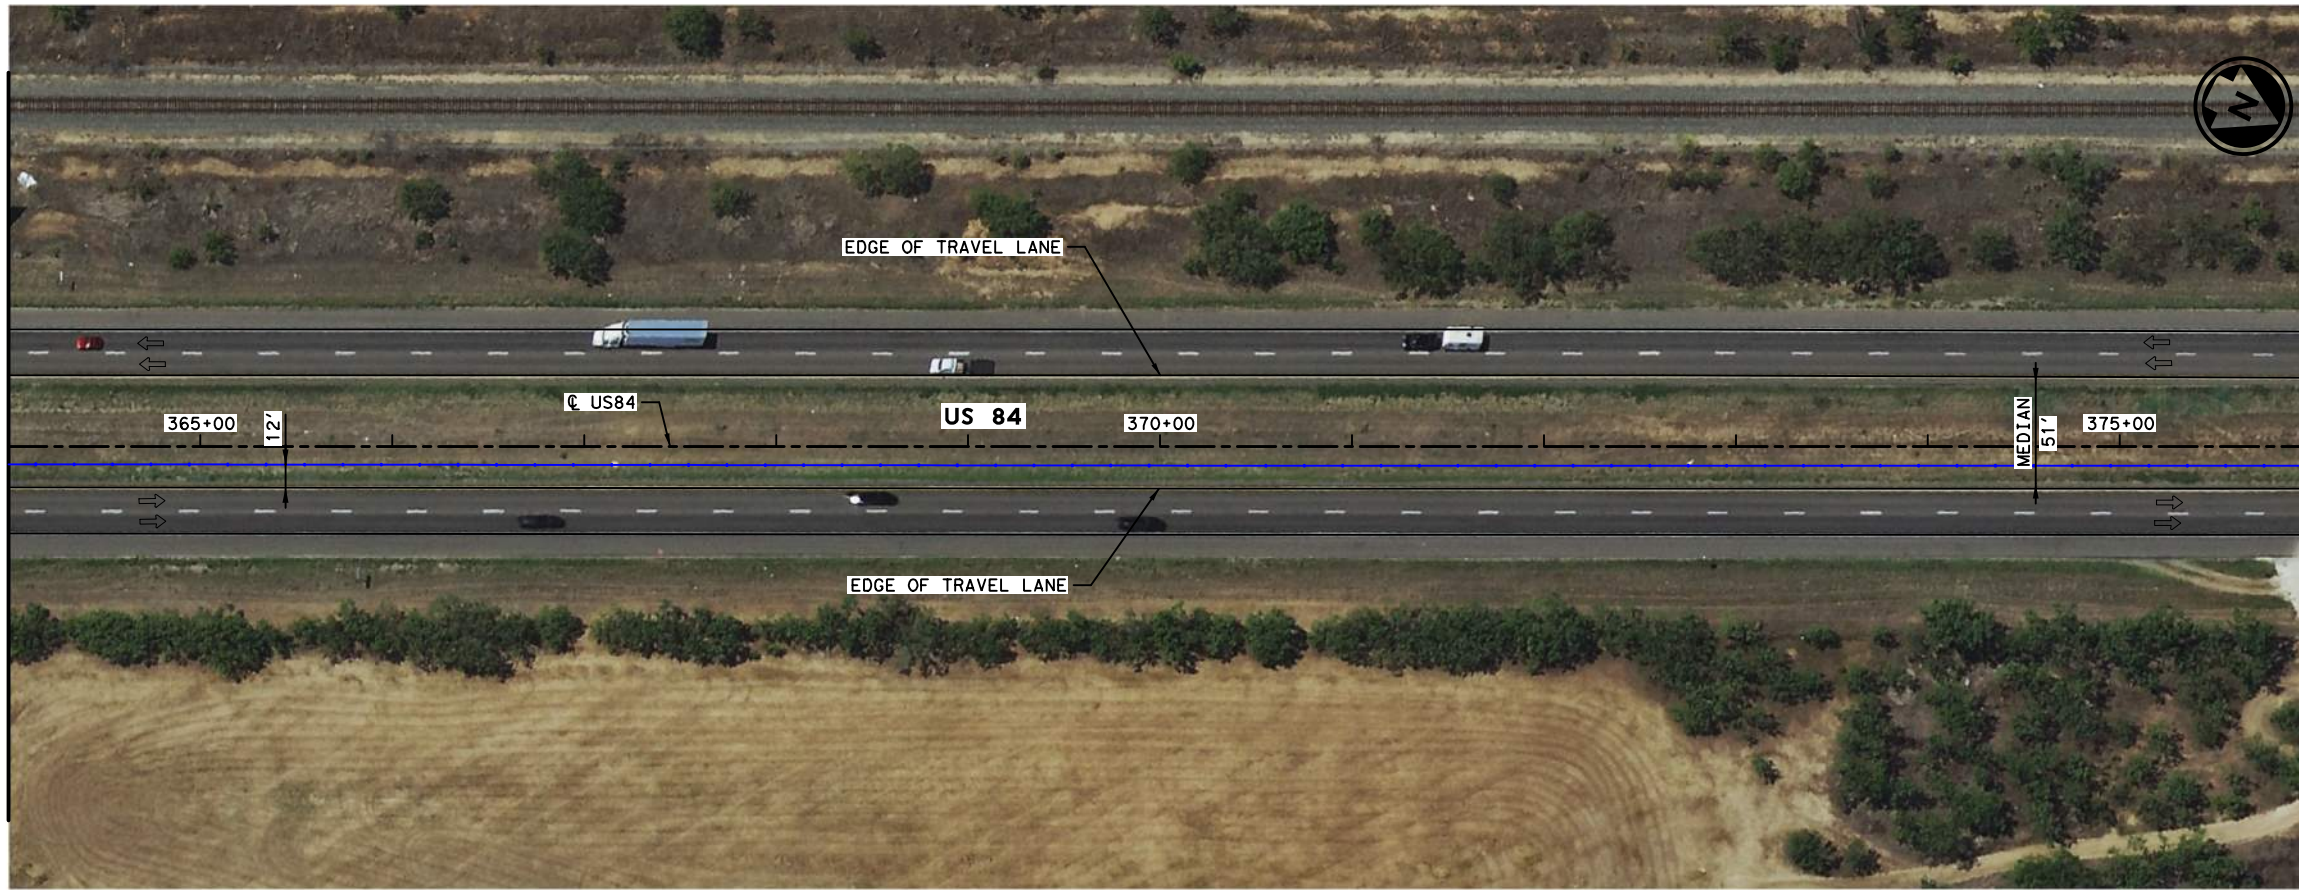 N
EDGE OF TRAVEL LANE
℄ US84
US 84
365+00
12'
370+00
MEDIAN
51'
375+00
EDGE OF TRAVEL LANE